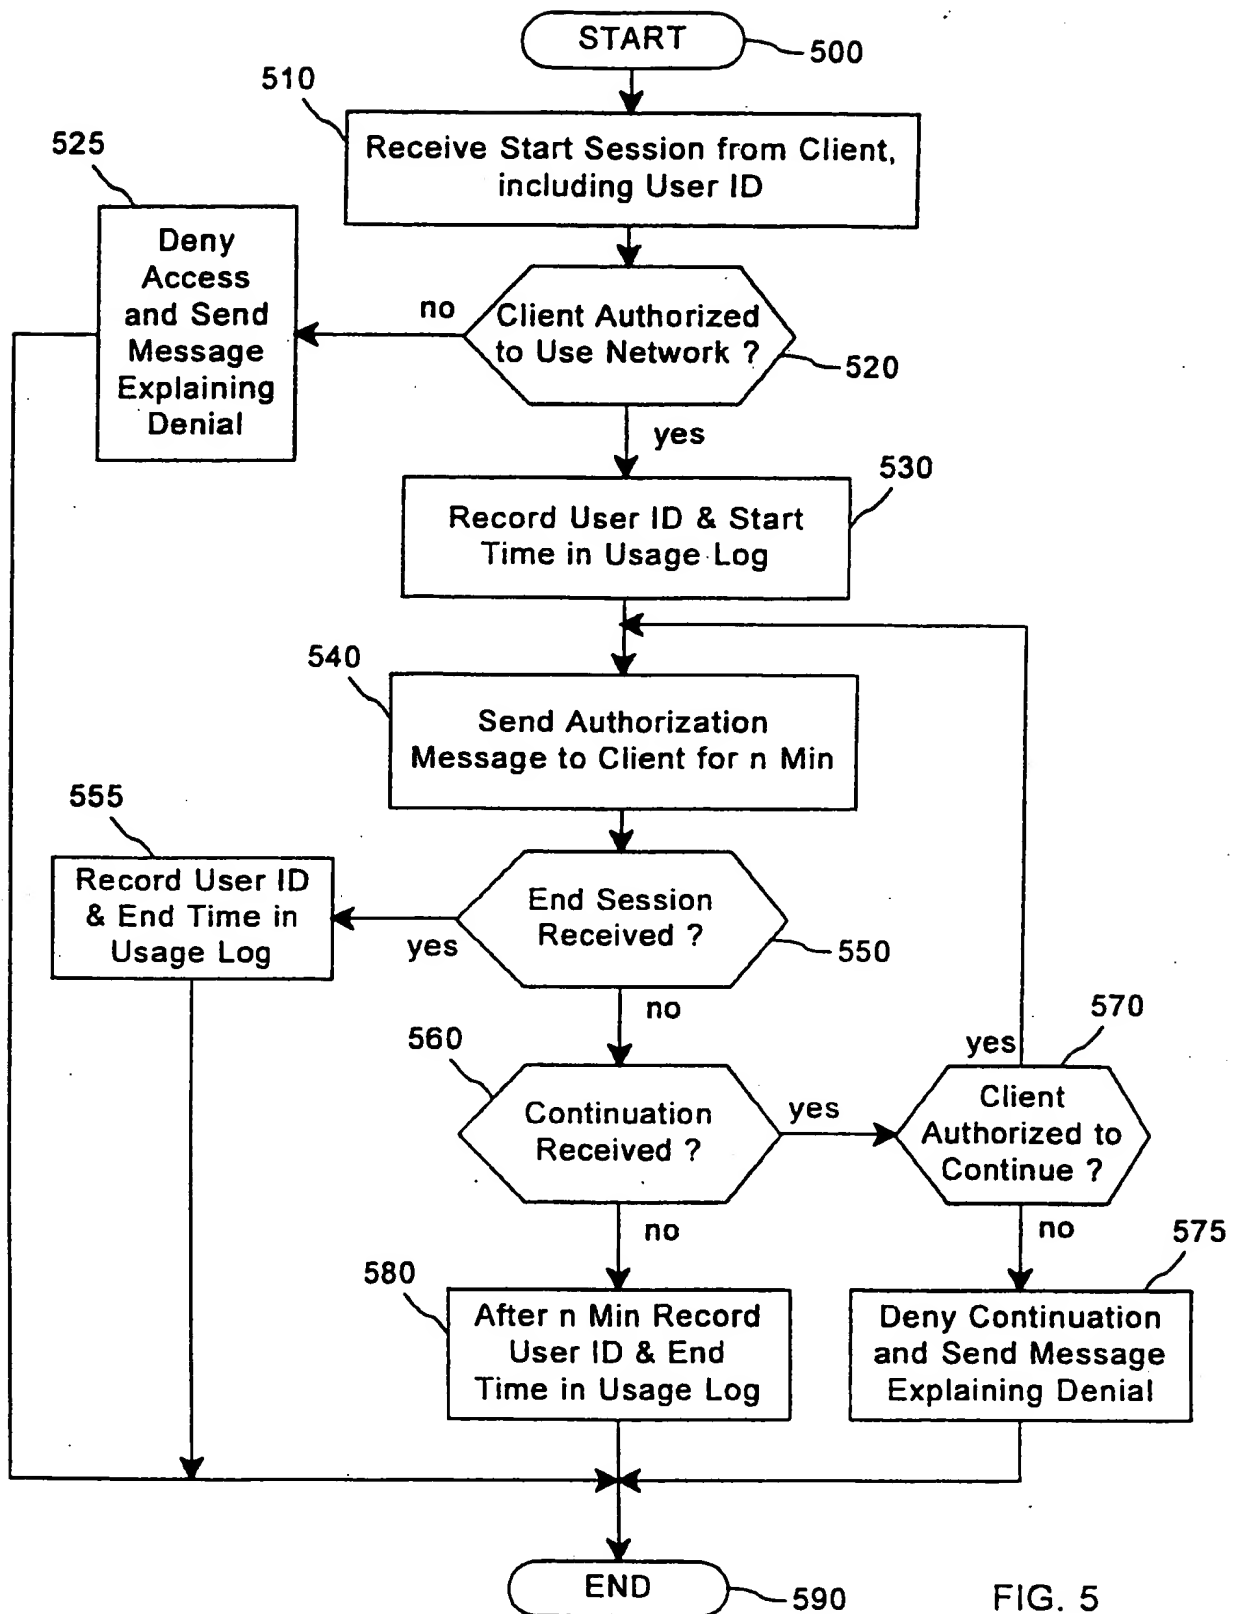 START
500
510
Receive Start Session from Client,
including User ID
525
Deny
Access
and Send
Message
Explaining
Denial
no
Client Authorized
to Use Network ?
520
yes
530
Record User ID & Start
Time in Usage Log
540
Send Authorization
Message to Client for n Min
555
Record User ID
& End Time in
Usage Log
yes
End Session
Received ?
550
no
560
Continuation
Received ?
yes
570
yes
Client
Authorized to
Continue ?
no
no
575
580
After n Min Record
User ID & End
Time in Usage Log
Deny Continuation
and Send Message
Explaining Denial
END
590
FIG. 5